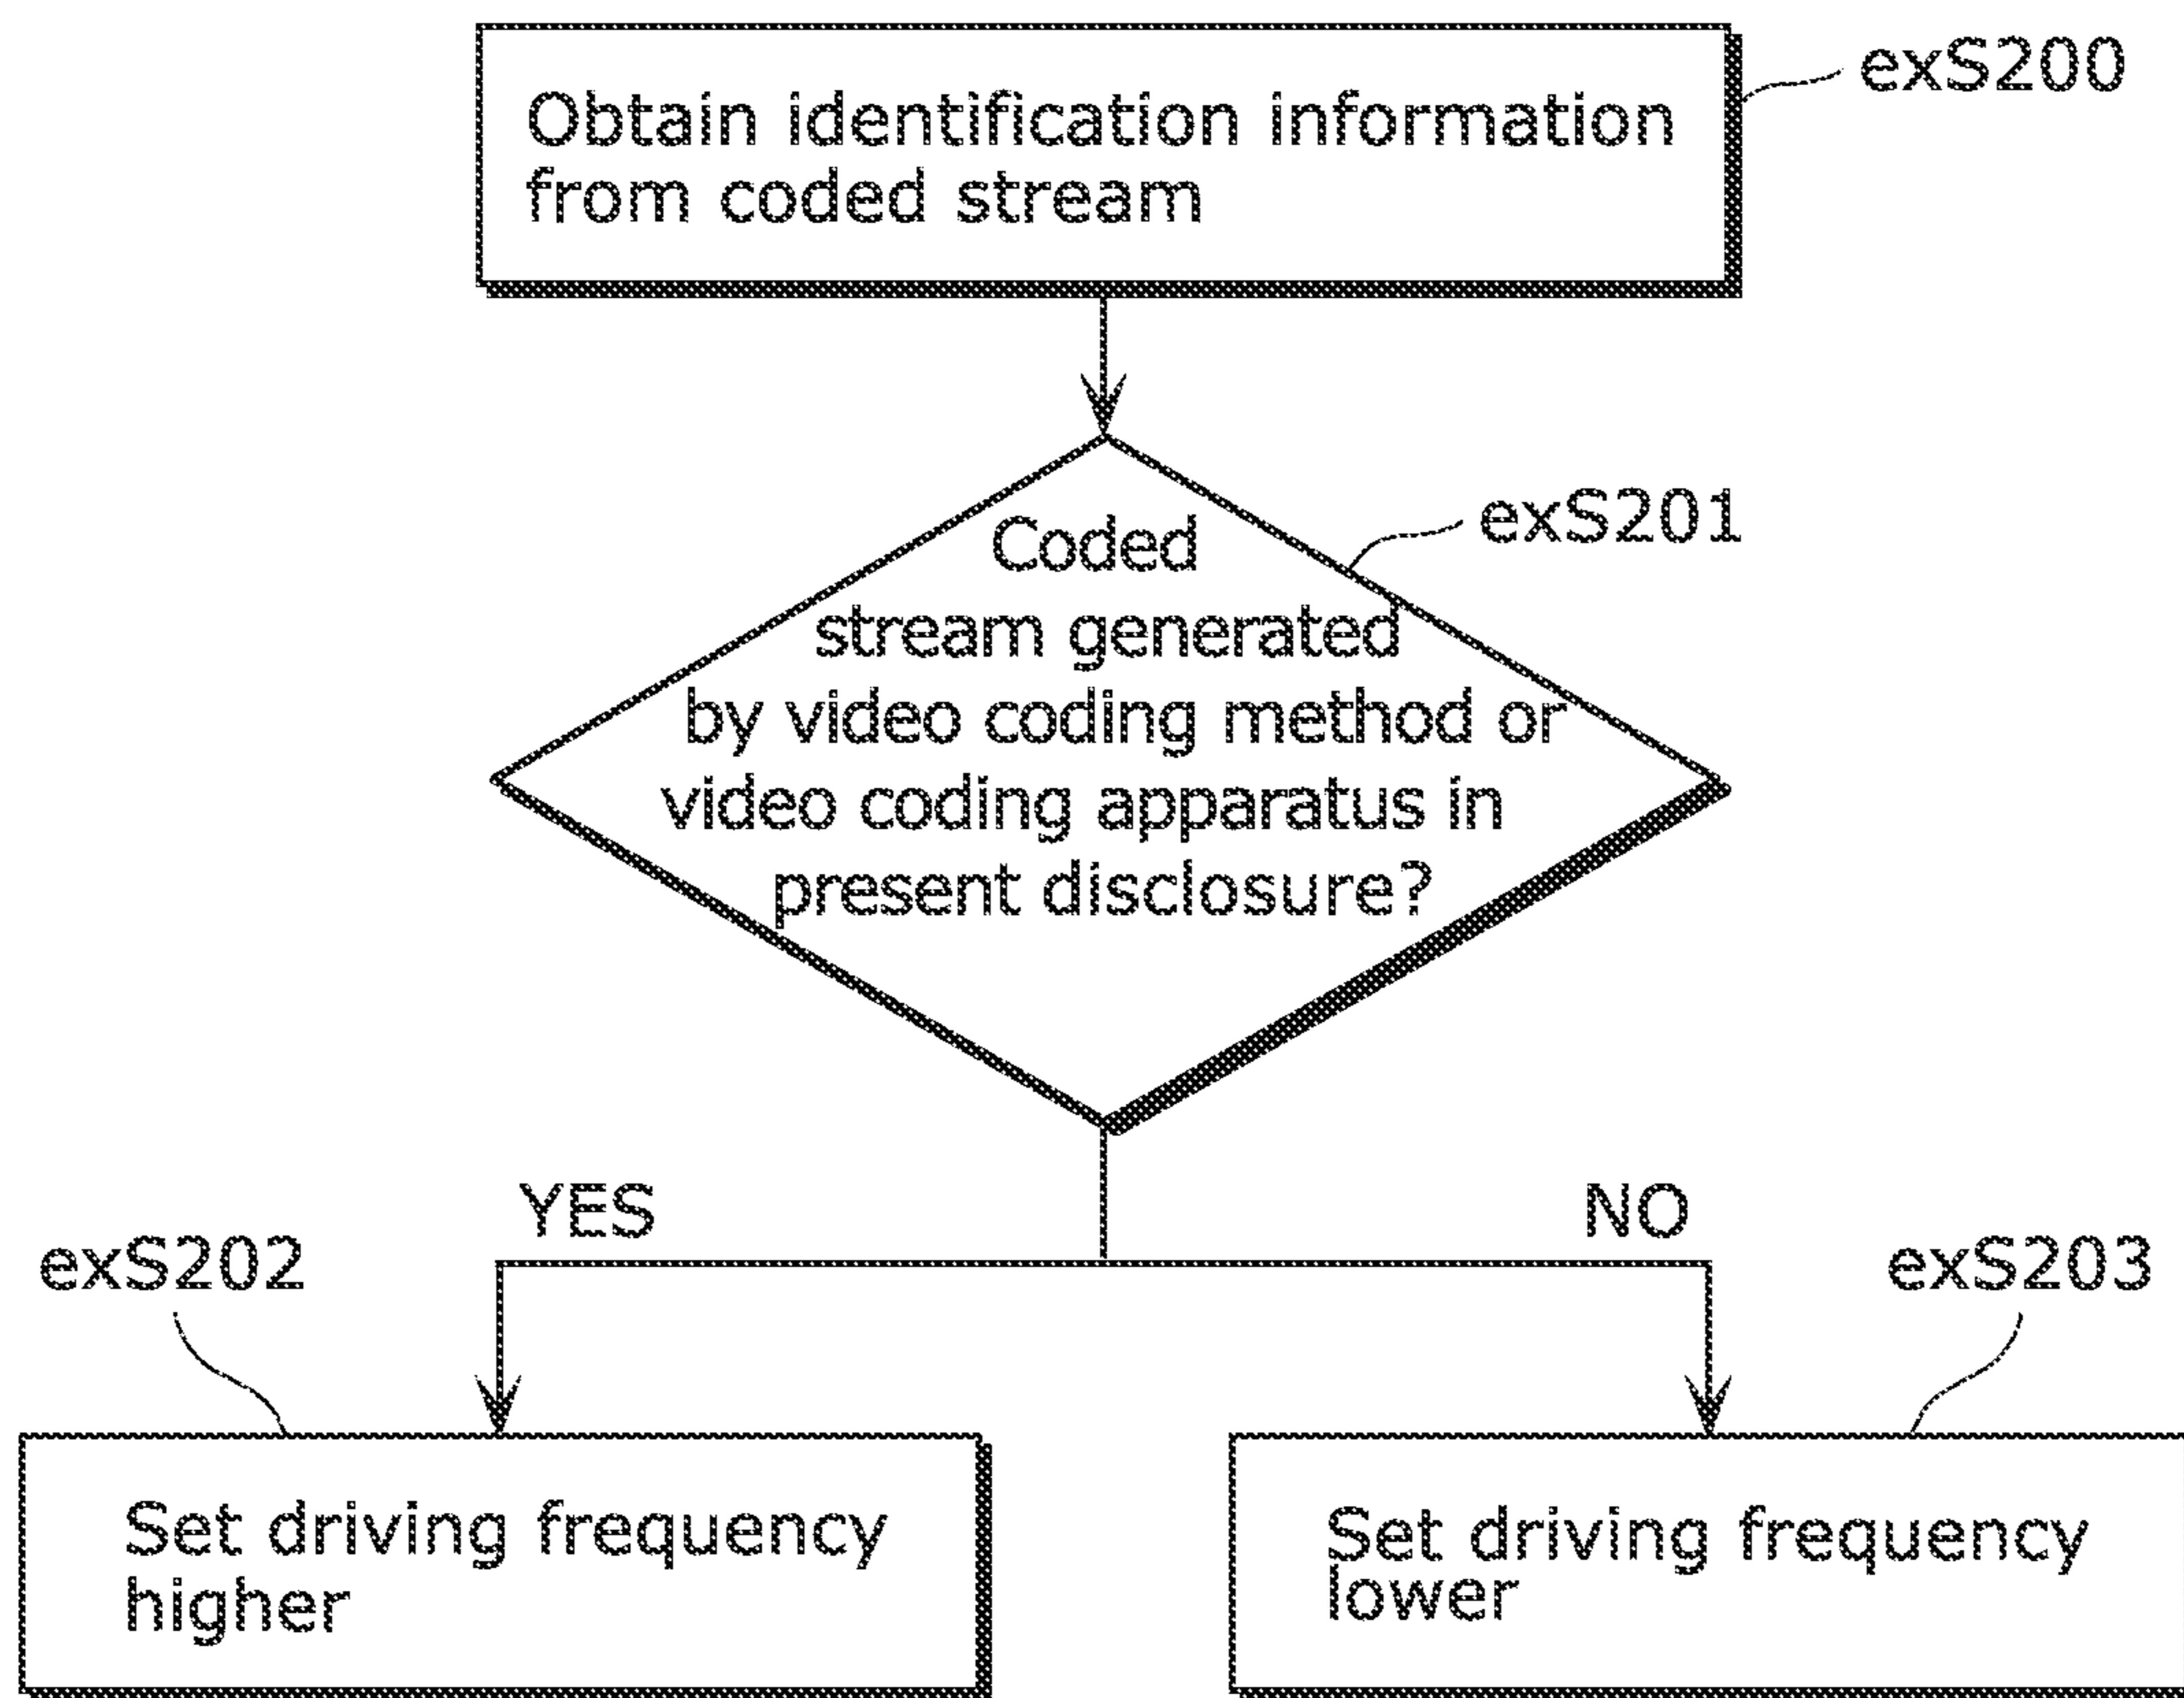 Obtain identification information
from coded stream
exS200
Coded
stream generated
by video coding method or
video coding apparatus in
present disclosure?
exS201
YES
NO
exS202
exS203
Set driving frequency
higher
Set driving frequency
lower